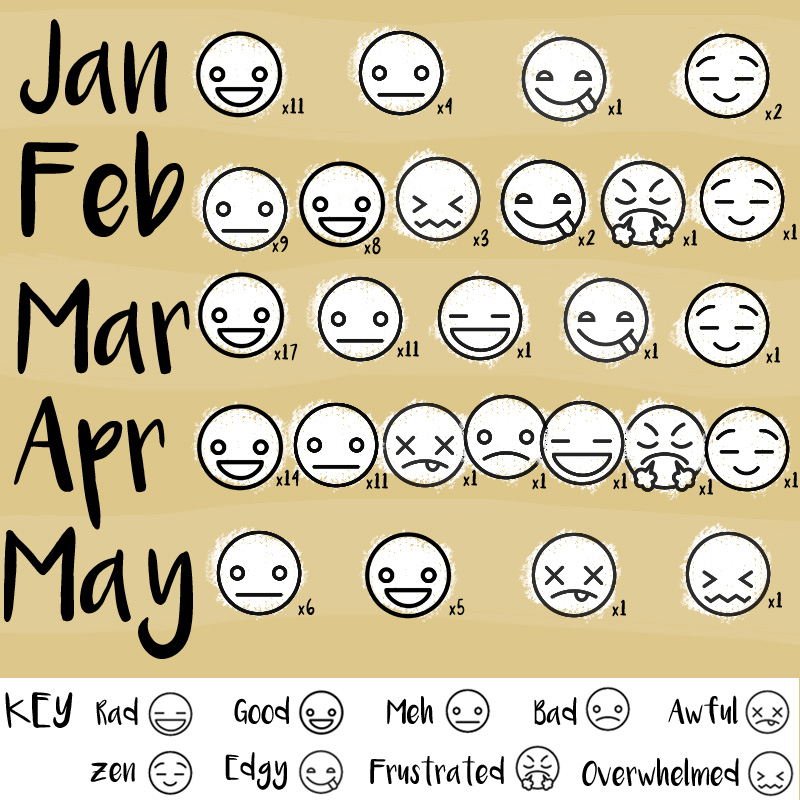 Jan x11 x4 x1 x2
Feb x9 x8 x3 x2 x1 x1
Mar x17 x11 x1 x1 x1
Apr x14 x11 x1 x1 x1 x1 x1
May x6 x5 x1 x1
KEY Rad Good Meh Bad Awful
Zen Edgy Frustrated Overwhelmed